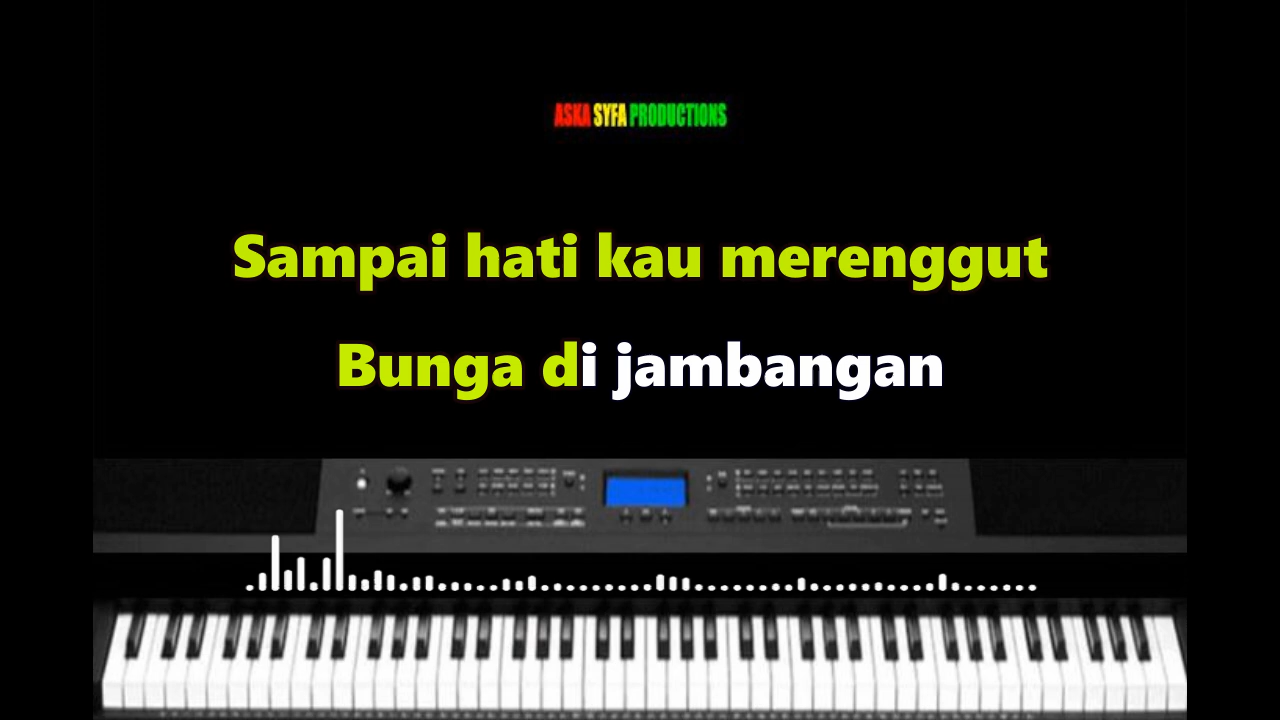 ASKA SYFA PRODUCTIONS
Sampai hati kau merenggut
Bunga di jambangan